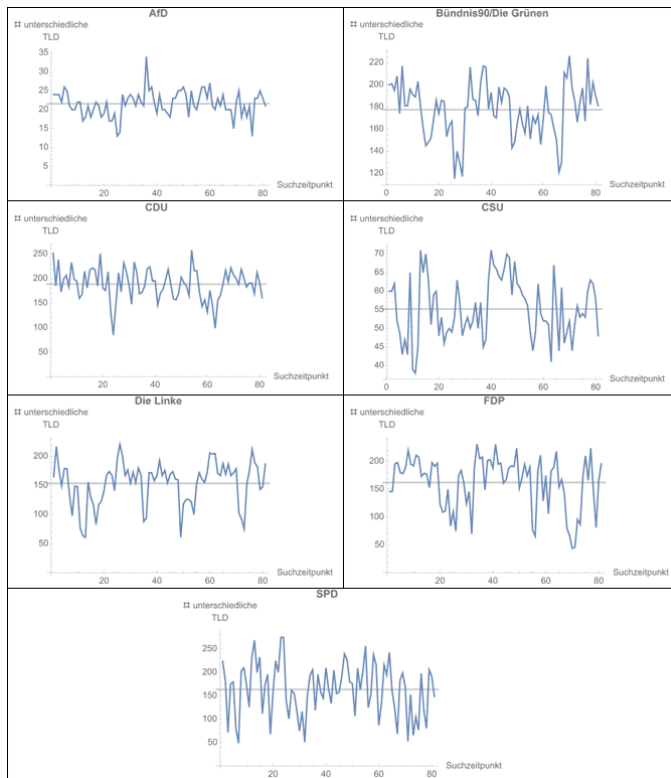 AfD
# unterschiedliche
TLD
35
30
25
20
15
10
5
20
40
60
80
Suchzeitpunkt
Bündnis90/Die Grünen
# unterschiedliche
TLD
220
200
180
160
140
120
0
20
40
60
80
Suchzeitpunkt
CDU
# unterschiedliche
TLD
250
200
150
100
50
20
40
60
80
Suchzeitpunkt
CSU
# unterschiedliche
TLD
70
65
60
55
50
45
40
0
20
40
60
80
Suchzeitpunkt
Die Linke
# unterschiedliche
TLD
200
150
100
50
20
40
60
80
Suchzeitpunkt
FDP
# unterschiedliche
TLD
200
150
100
50
20
40
60
80
Suchzeitpunkt
SPD
# unterschiedliche
TLD
250
200
150
100
50
20
40
60
80
Suchzeitpunkt